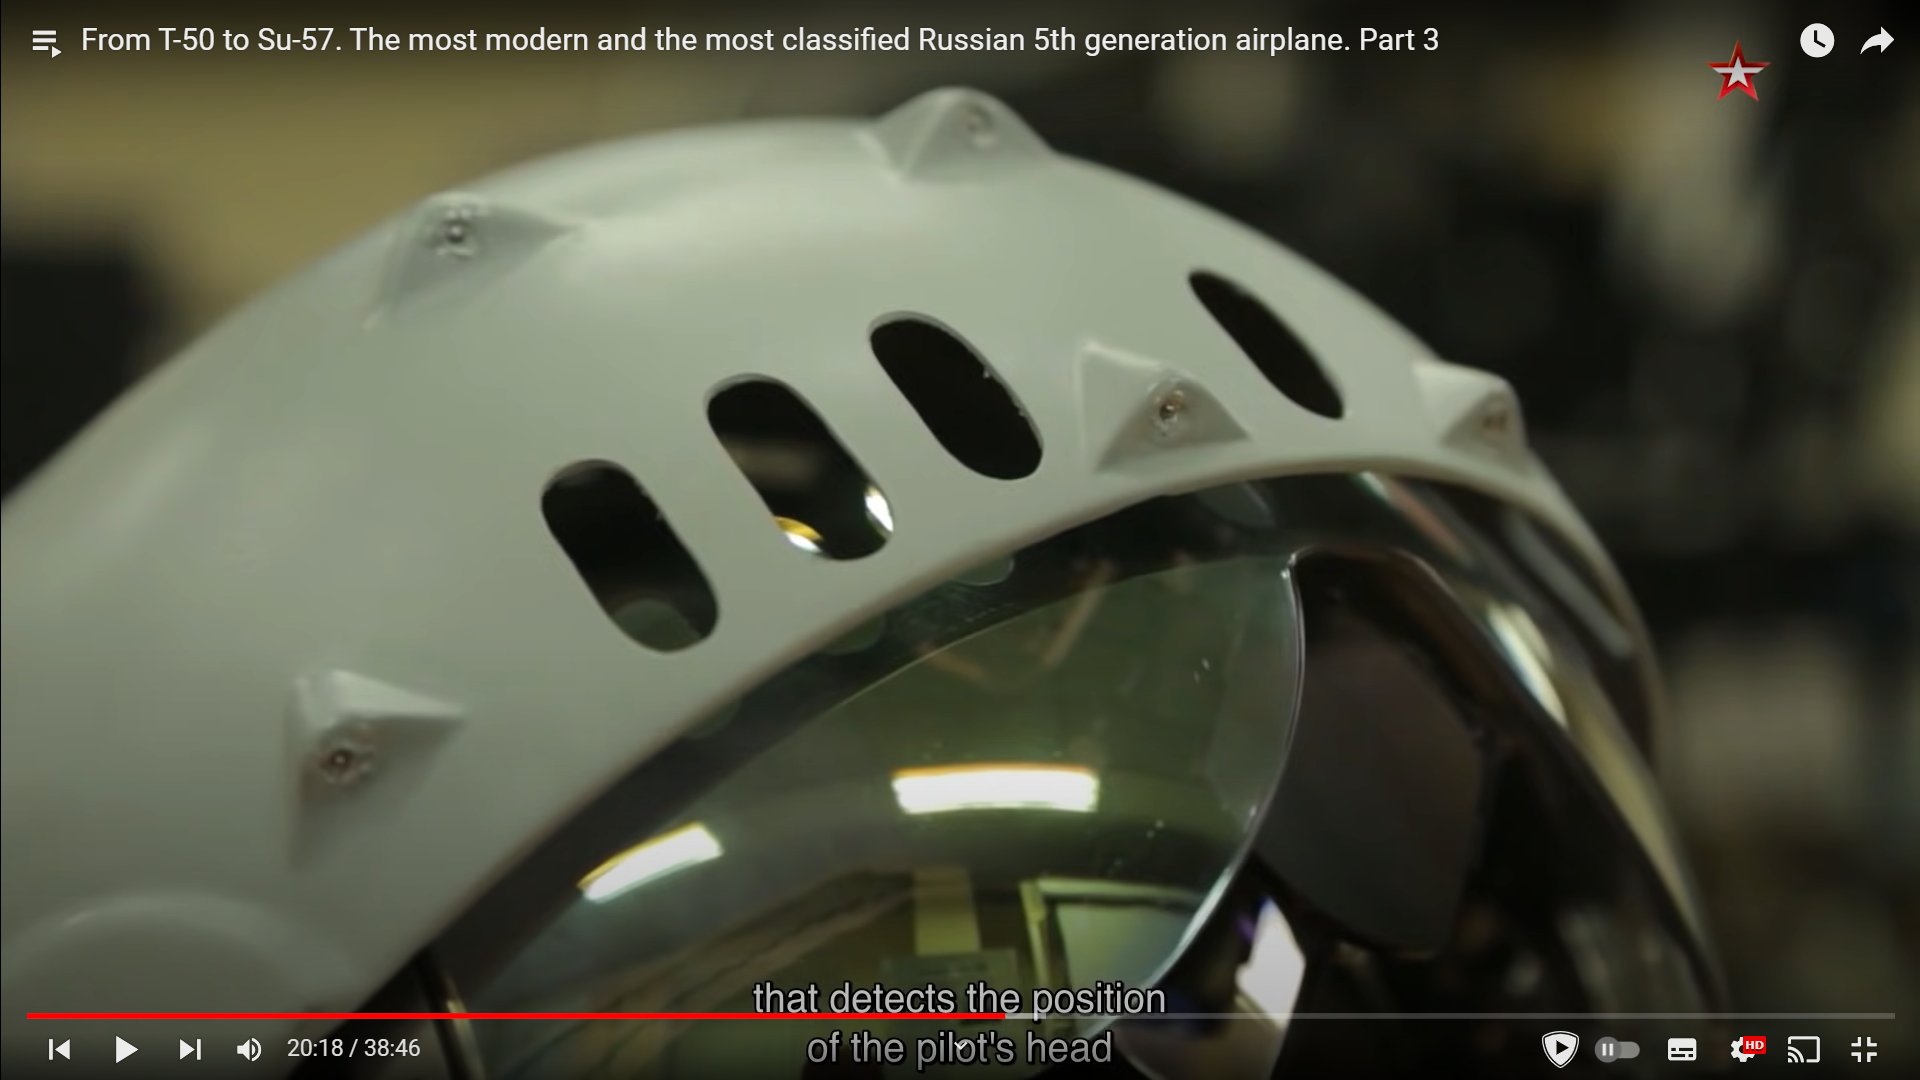 From T-50 to Su-57. The most modern and the most classified Russian 5th generation airplane. Part 3
that detects the position
of the pilot's head
20:18 / 38:46
HD